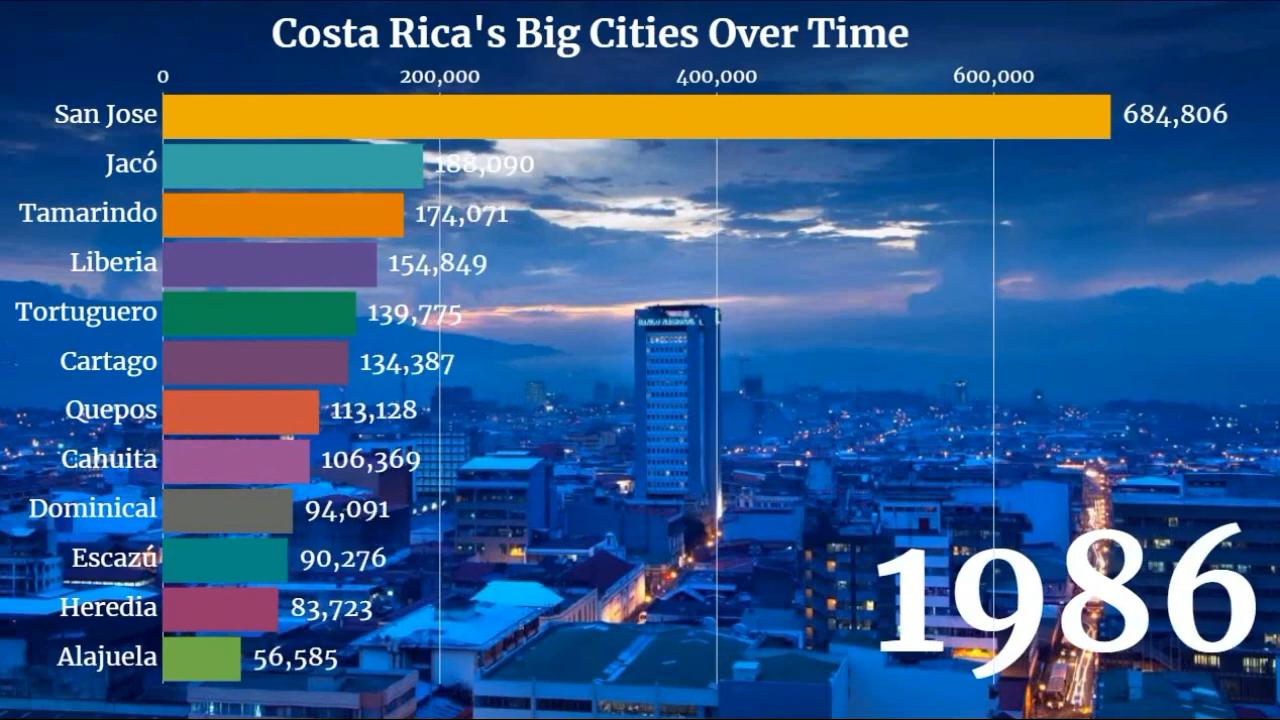 Costa Rica's Big Cities Over Time
0 200,000 400,000 600,000
San Jose 684,806
Jacó 188,090
Tamarindo 174,071
Liberia 154,849
Tortuguero 139,775
Cartago 134,387
Quepos 113,128
Cahuita 106,369
Dominical 94,091
Escazú 90,276
Heredia 83,723
Alajuela 56,585
1986